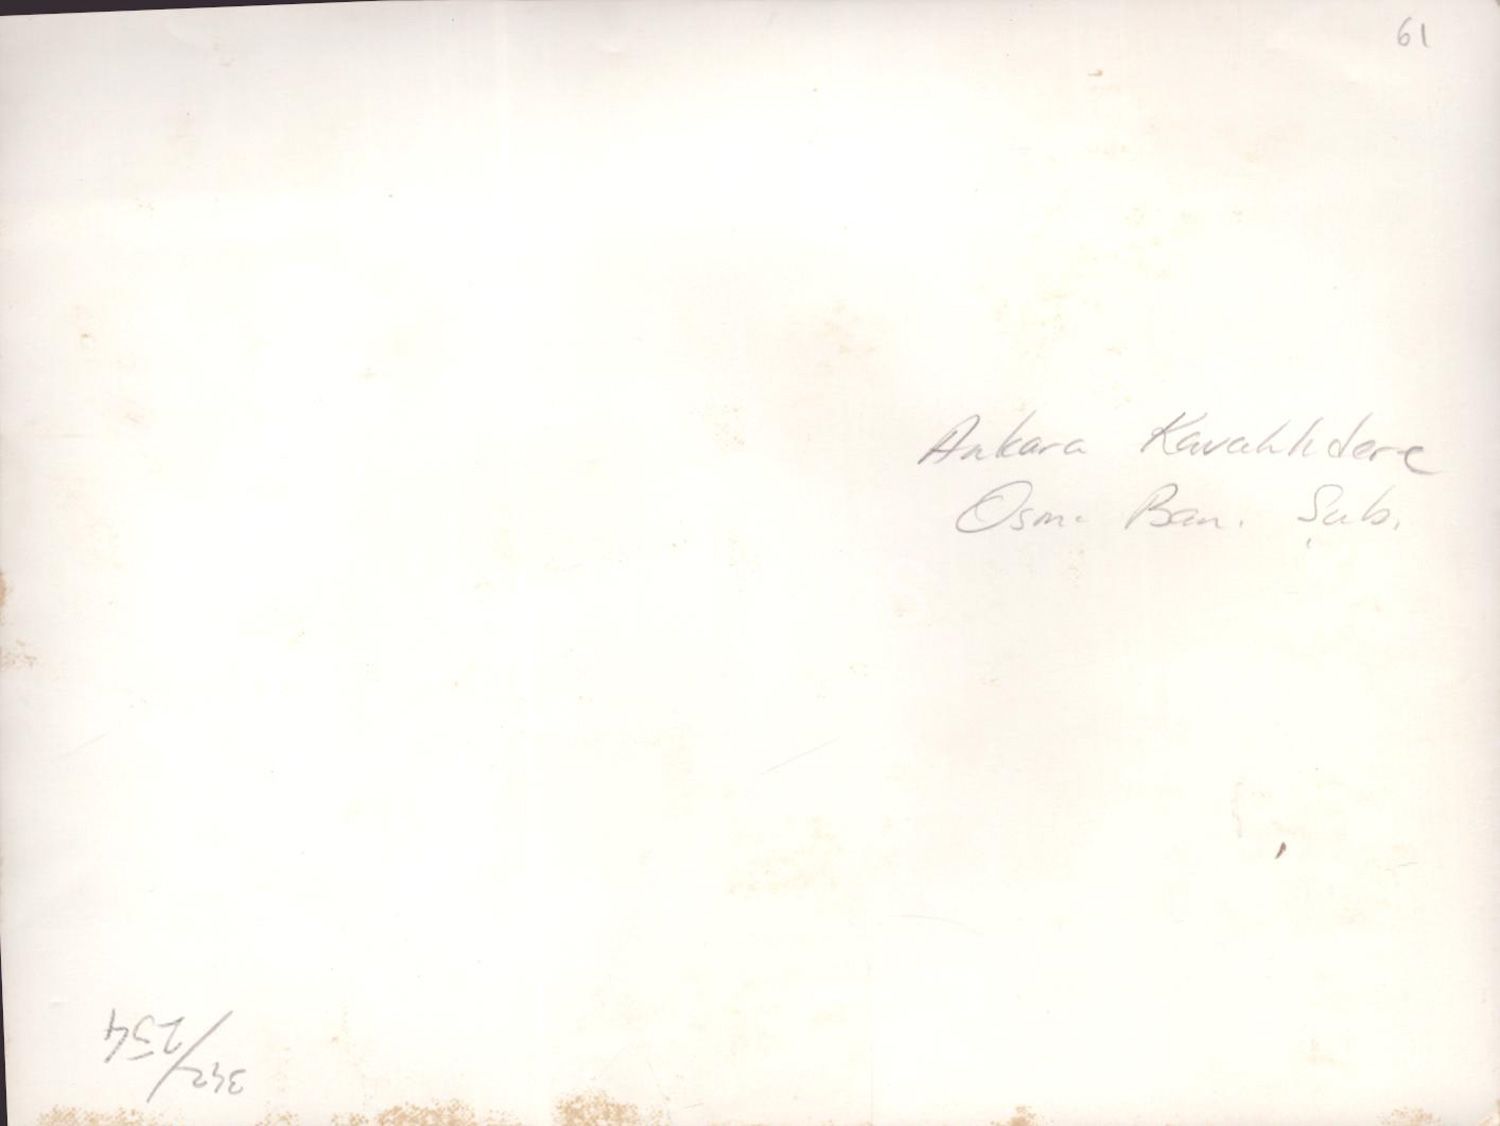 61
Ankara Kavaklıdere
Osm. Ban. Şub.
342/254